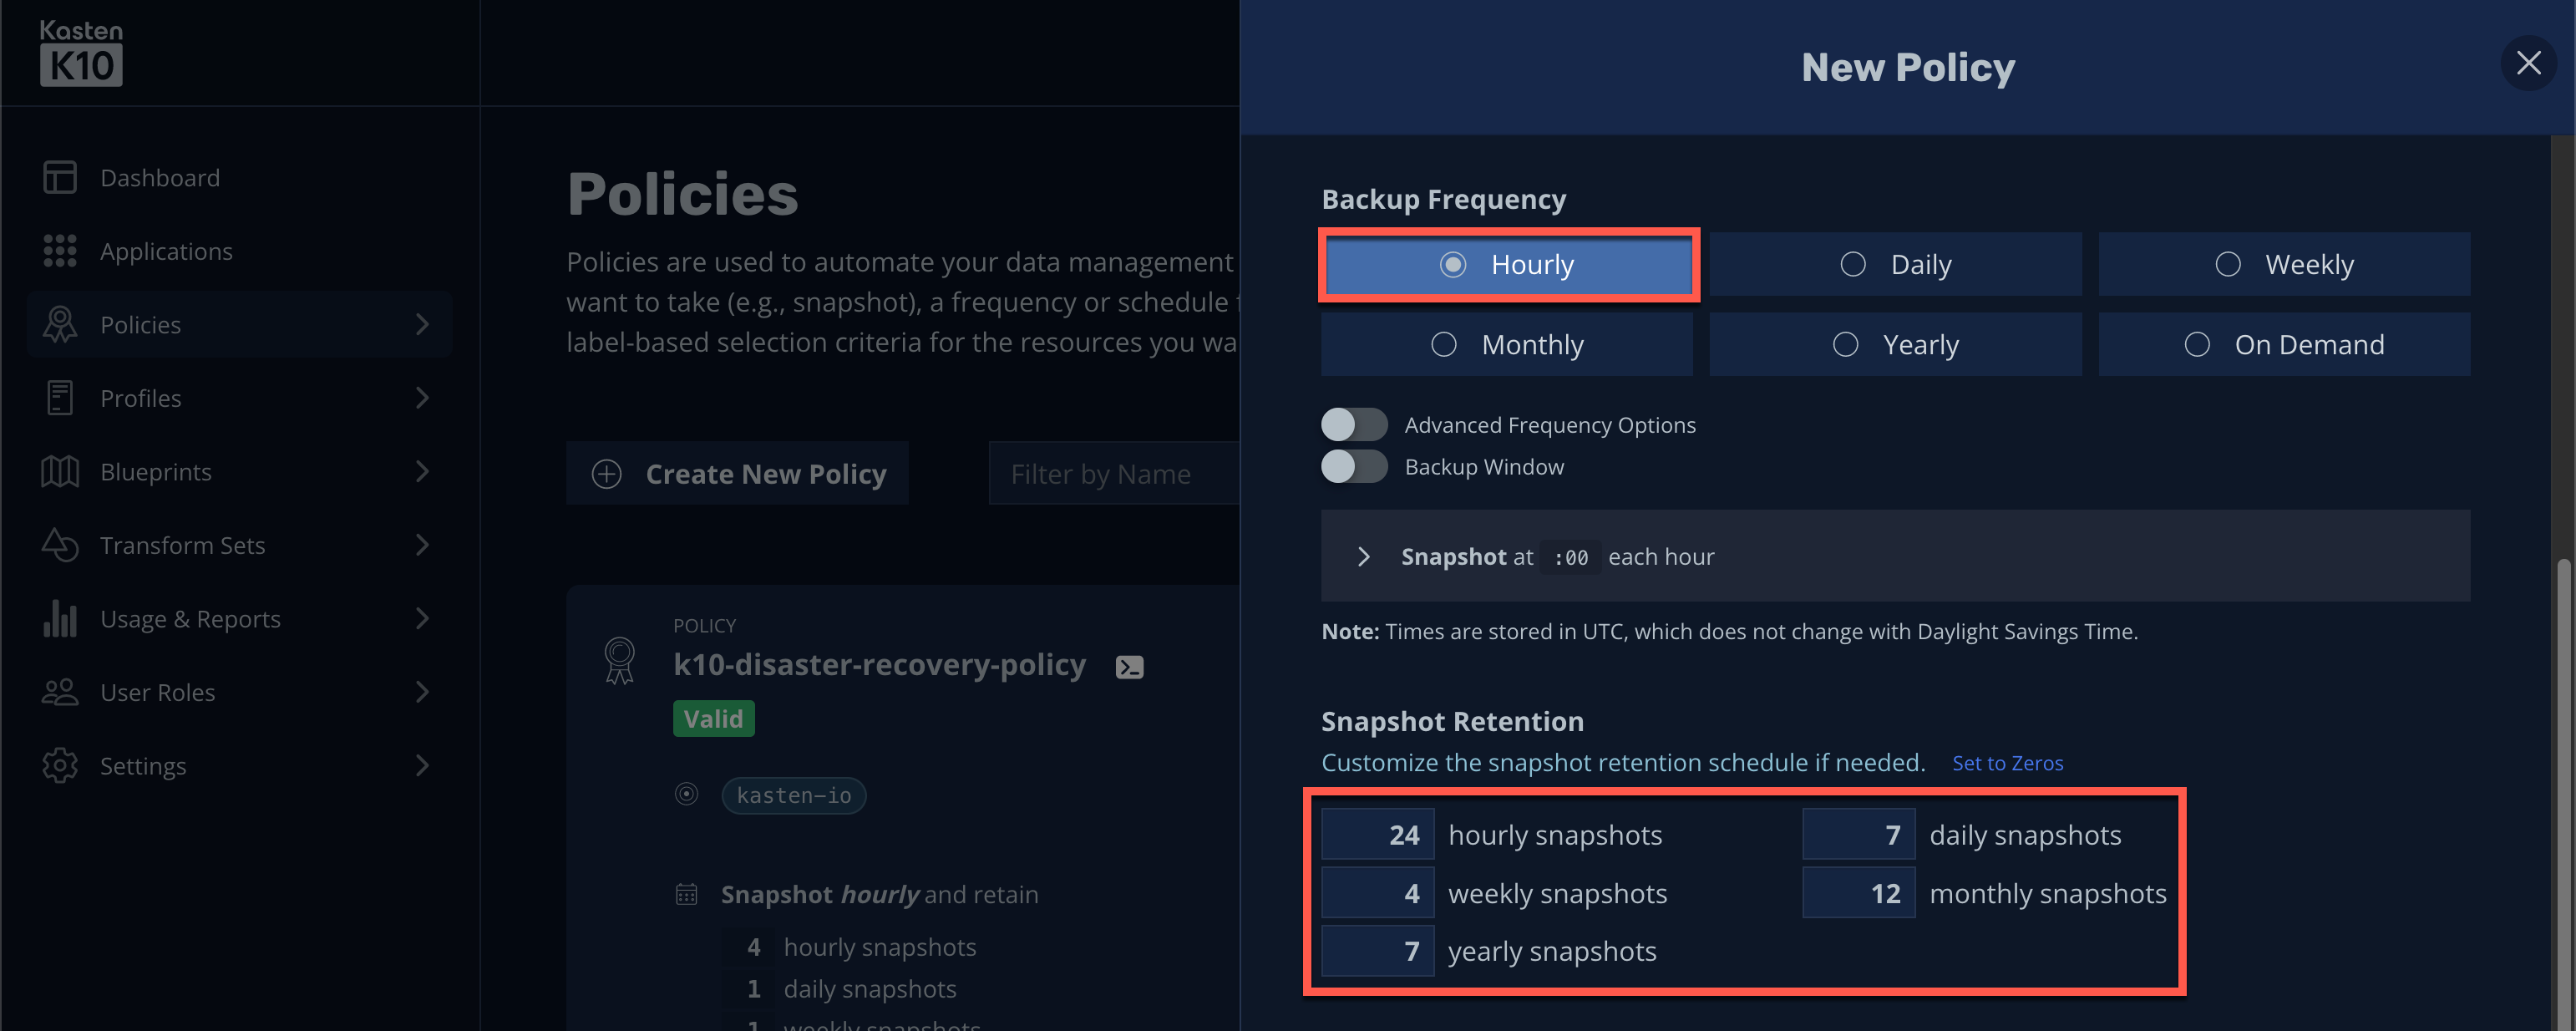 Kasten
K10
Dashboard
Applications
Policies
Profiles
Blueprints
Transform Sets
Usage & Reports
User Roles
Settings
Policies
Policies are used to automate your data management
want to take (e.g., snapshot), a frequency or schedule
label-based selection criteria for the resources you wa
Create New Policy
Filter by Name
POLICY
k10-disaster-recovery-policy
Valid
kasten-io
Snapshot hourly and retain
4 hourly snapshots
1 daily snapshots
1 weekly snapshots
New Policy
Backup Frequency
Hourly
Daily
Weekly
Monthly
Yearly
On Demand
Advanced Frequency Options
Backup Window
Snapshot at :00 each hour
Note: Times are stored in UTC, which does not change with Daylight Savings Time.
Snapshot Retention
Customize the snapshot retention schedule if needed. Set to Zeros
24 hourly snapshots
7 daily snapshots
4 weekly snapshots
12 monthly snapshots
7 yearly snapshots